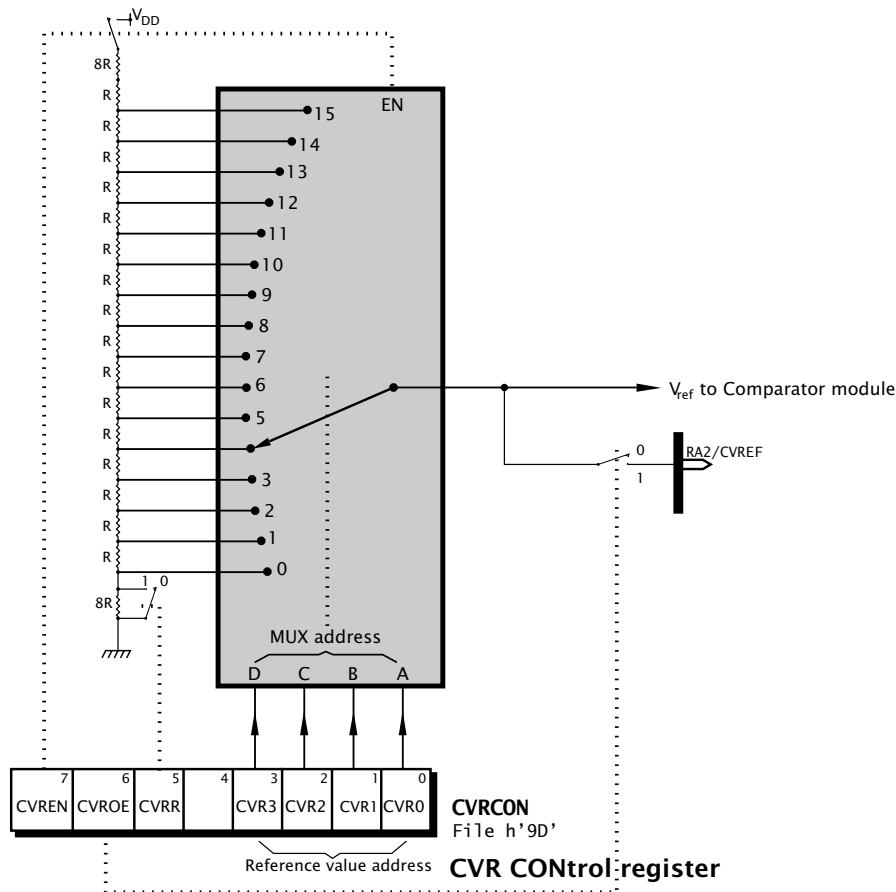 V_DD
8R
EN
R
15
R
14
R
13
R
12
R
11
R
10
R
9
R
8
R
7
R
6
V_ref to Comparator module
R
5
R
0
RA2/CVREF
R
3
1
R
2
R
1
R
0
1 0
8R
MUX address
D C B A
7 6 5 4 3 2 1 0
CVREN CVROE CVRR CVR3 CVR2 CVR1 CVR0
CVRCON
File h'9D'
Reference value address
CVR CONtrol register